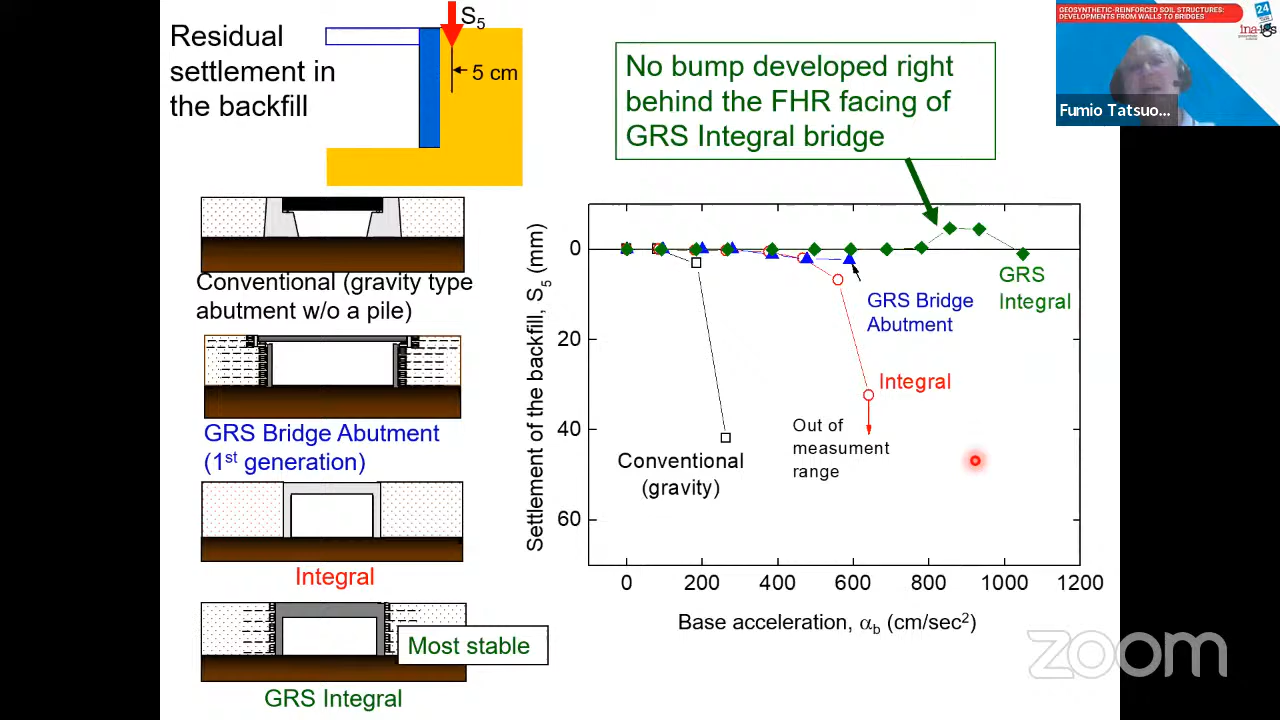 Residual
settlement in
the backfill
S5
5 cm
No bump developed right
behind the FHR facing of
GRS Integral bridge
GEOSYNTHETIC-REINFORCED SOIL STRUCTURES:
DEVELOPMENTS FROM WALLS TO BRIDGES
24
ina-igs
Fumio Tatsuo...
Conventional (gravity type
abutment w/o a pile)
GRS Bridge Abutment
(1st generation)
Integral
Most stable
GRS Integral
Settlement of the backfill, S5 (mm)
0
20
40
60
GRS
Integral
GRS Bridge
Abutment
Integral
Out of
measument
range
Conventional
(gravity)
0 200 400 600 800 1000 1200
Base acceleration, αb (cm/sec2)
zoom